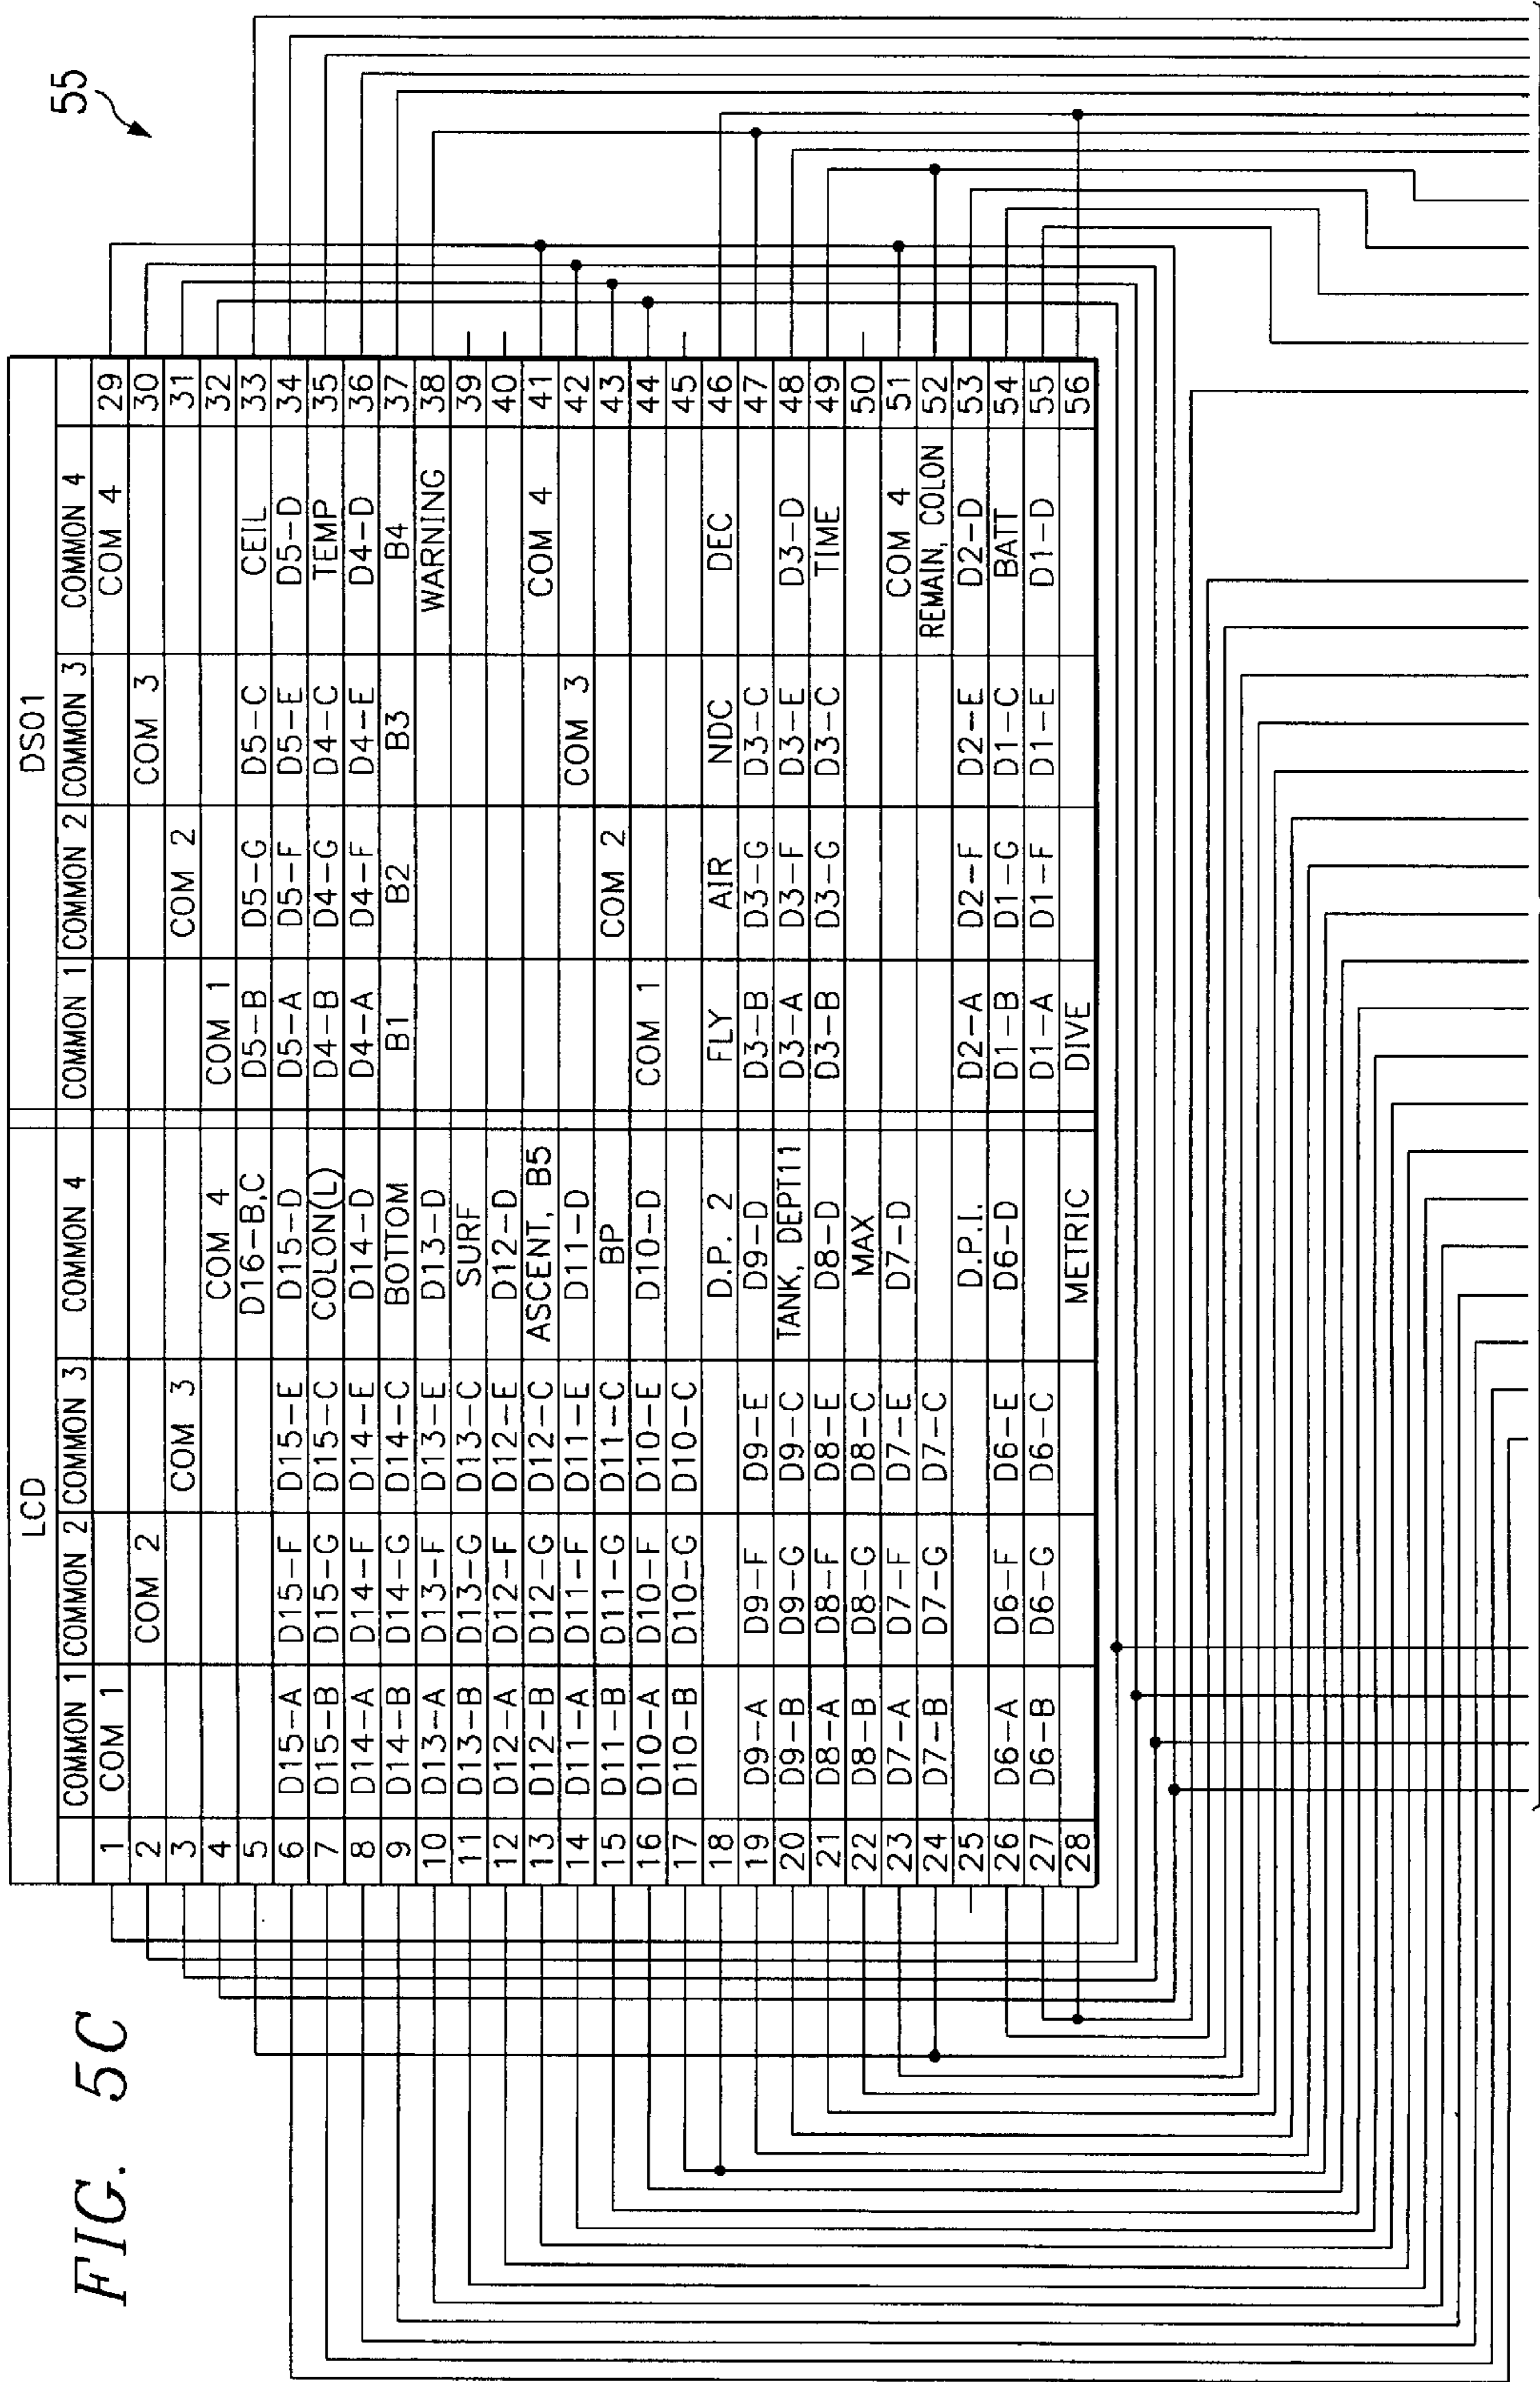 FIG. 5C
55
LCD DS01
COMMON 1 COMMON 2 COMMON 3 COMMON 4 COMMON 1 COMMON 2 COMMON 3 COMMON 4
1 COM 1 COM 4 29
2 COM 2 COM 3 30
3 COM 3 COM 2 31
4 COM 4 COM 1 32
5 D16-B,C D5-B D5-G D5-C CEIL 33
6 D15-A D15-F D15-E D15-D D5-A D5-F D5-E D5-D 34
7 D15-B D15-G D15-C COLON(L) D4-B D4-G D4-C TEMP 35
8 D14-A D14-F D14-E D14-D D4-A D4-F D4-E D4-D 36
9 D14-B D14-G D14-C BOTTOM B1 B2 B3 B4 37
10 D13-A D13-F D13-E D13-D WARNING 38
11 D13-B D13-G D13-C SURF 39
12 D12-A D12-F D12-E D12-D 40
13 D12-B D12-G D12-C ASCENT, B5 COM 4 41
14 D11-A D11-F D11-E D11-D COM 3 42
15 D11-B D11-G D11-C BP COM 2 43
16 D10-A D10-F D10-E D10-D COM 1 44
17 D10-B D10-G D10-C 45
18 D.P. 2 FLY AIR NDC DEC 46
19 D9-A D9-F D9-E D9-D D3-B D3-G D3-C 47
20 D9-B D9-G D9-C TANK, DEPT11 D3-A D3-F D3-E D3-D 48
21 D8-A D8-F D8-E D8-D D3-B D3-G D3-C TIME 49
22 D8-B D8-G D8-C MAX 50
23 D7-A D7-F D7-E D7-D COM 4 51
24 D7-B D7-G D7-C REMAIN, COLON 52
25 D.P.I. D2-A D2-F D2-E D2-D 53
26 D6-A D6-F D6-E D6-D D1-B D1-G D1-C BATT 54
27 D6-B D6-G D6-C D1-A D1-F D1-E D1-D 55
28 METRIC DIVE 56